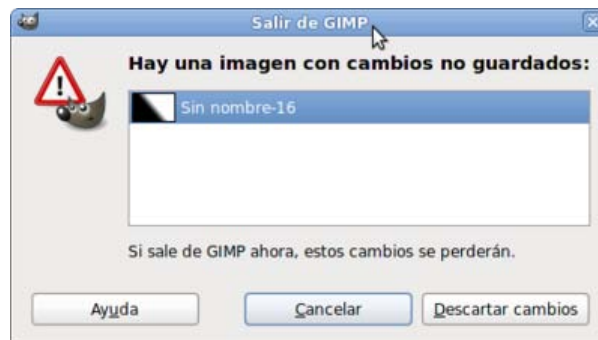 Salir de GIMP
Hay una imagen con cambios no guardados:
Sin nombre-16
Si sale de GIMP ahora, estos cambios se perderán.
Ayuda
Cancelar
Descartar cambios